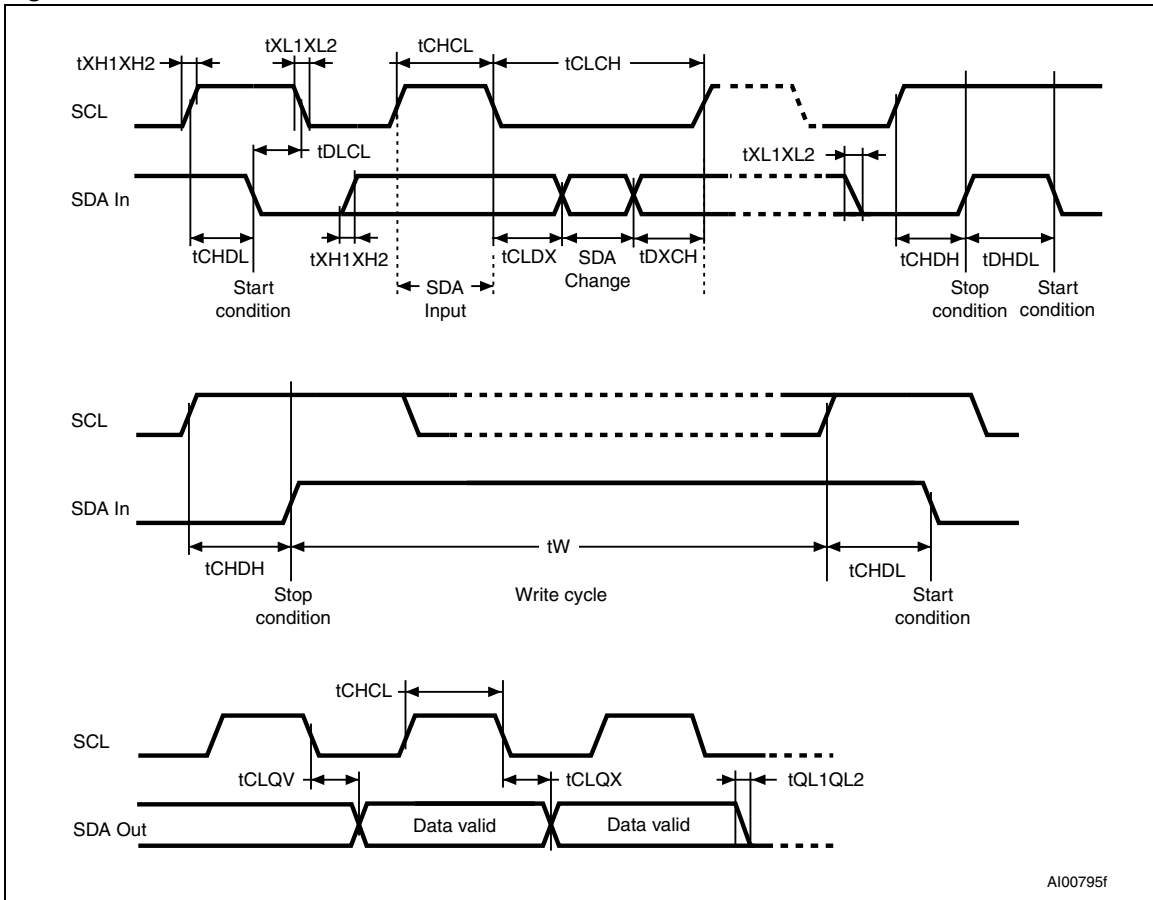 tXH1XH2
tXL1XL2
tCHCL
tCLCH
SCL
tDLCL
tXL1XL2
SDA In
tCHDL
tXH1XH2
tCLDX
SDA
Change
tDXCH
tCHDH
tDHDL
Start
condition
SDA
Input
Stop
condition
Start
condition
SCL
SDA In
tCHDH
tW
tCHDL
Stop
condition
Write cycle
Start
condition
tCHCL
SCL
tCLQV
tCLQX
tQL1QL2
SDA Out
Data valid
Data valid
AI00795f